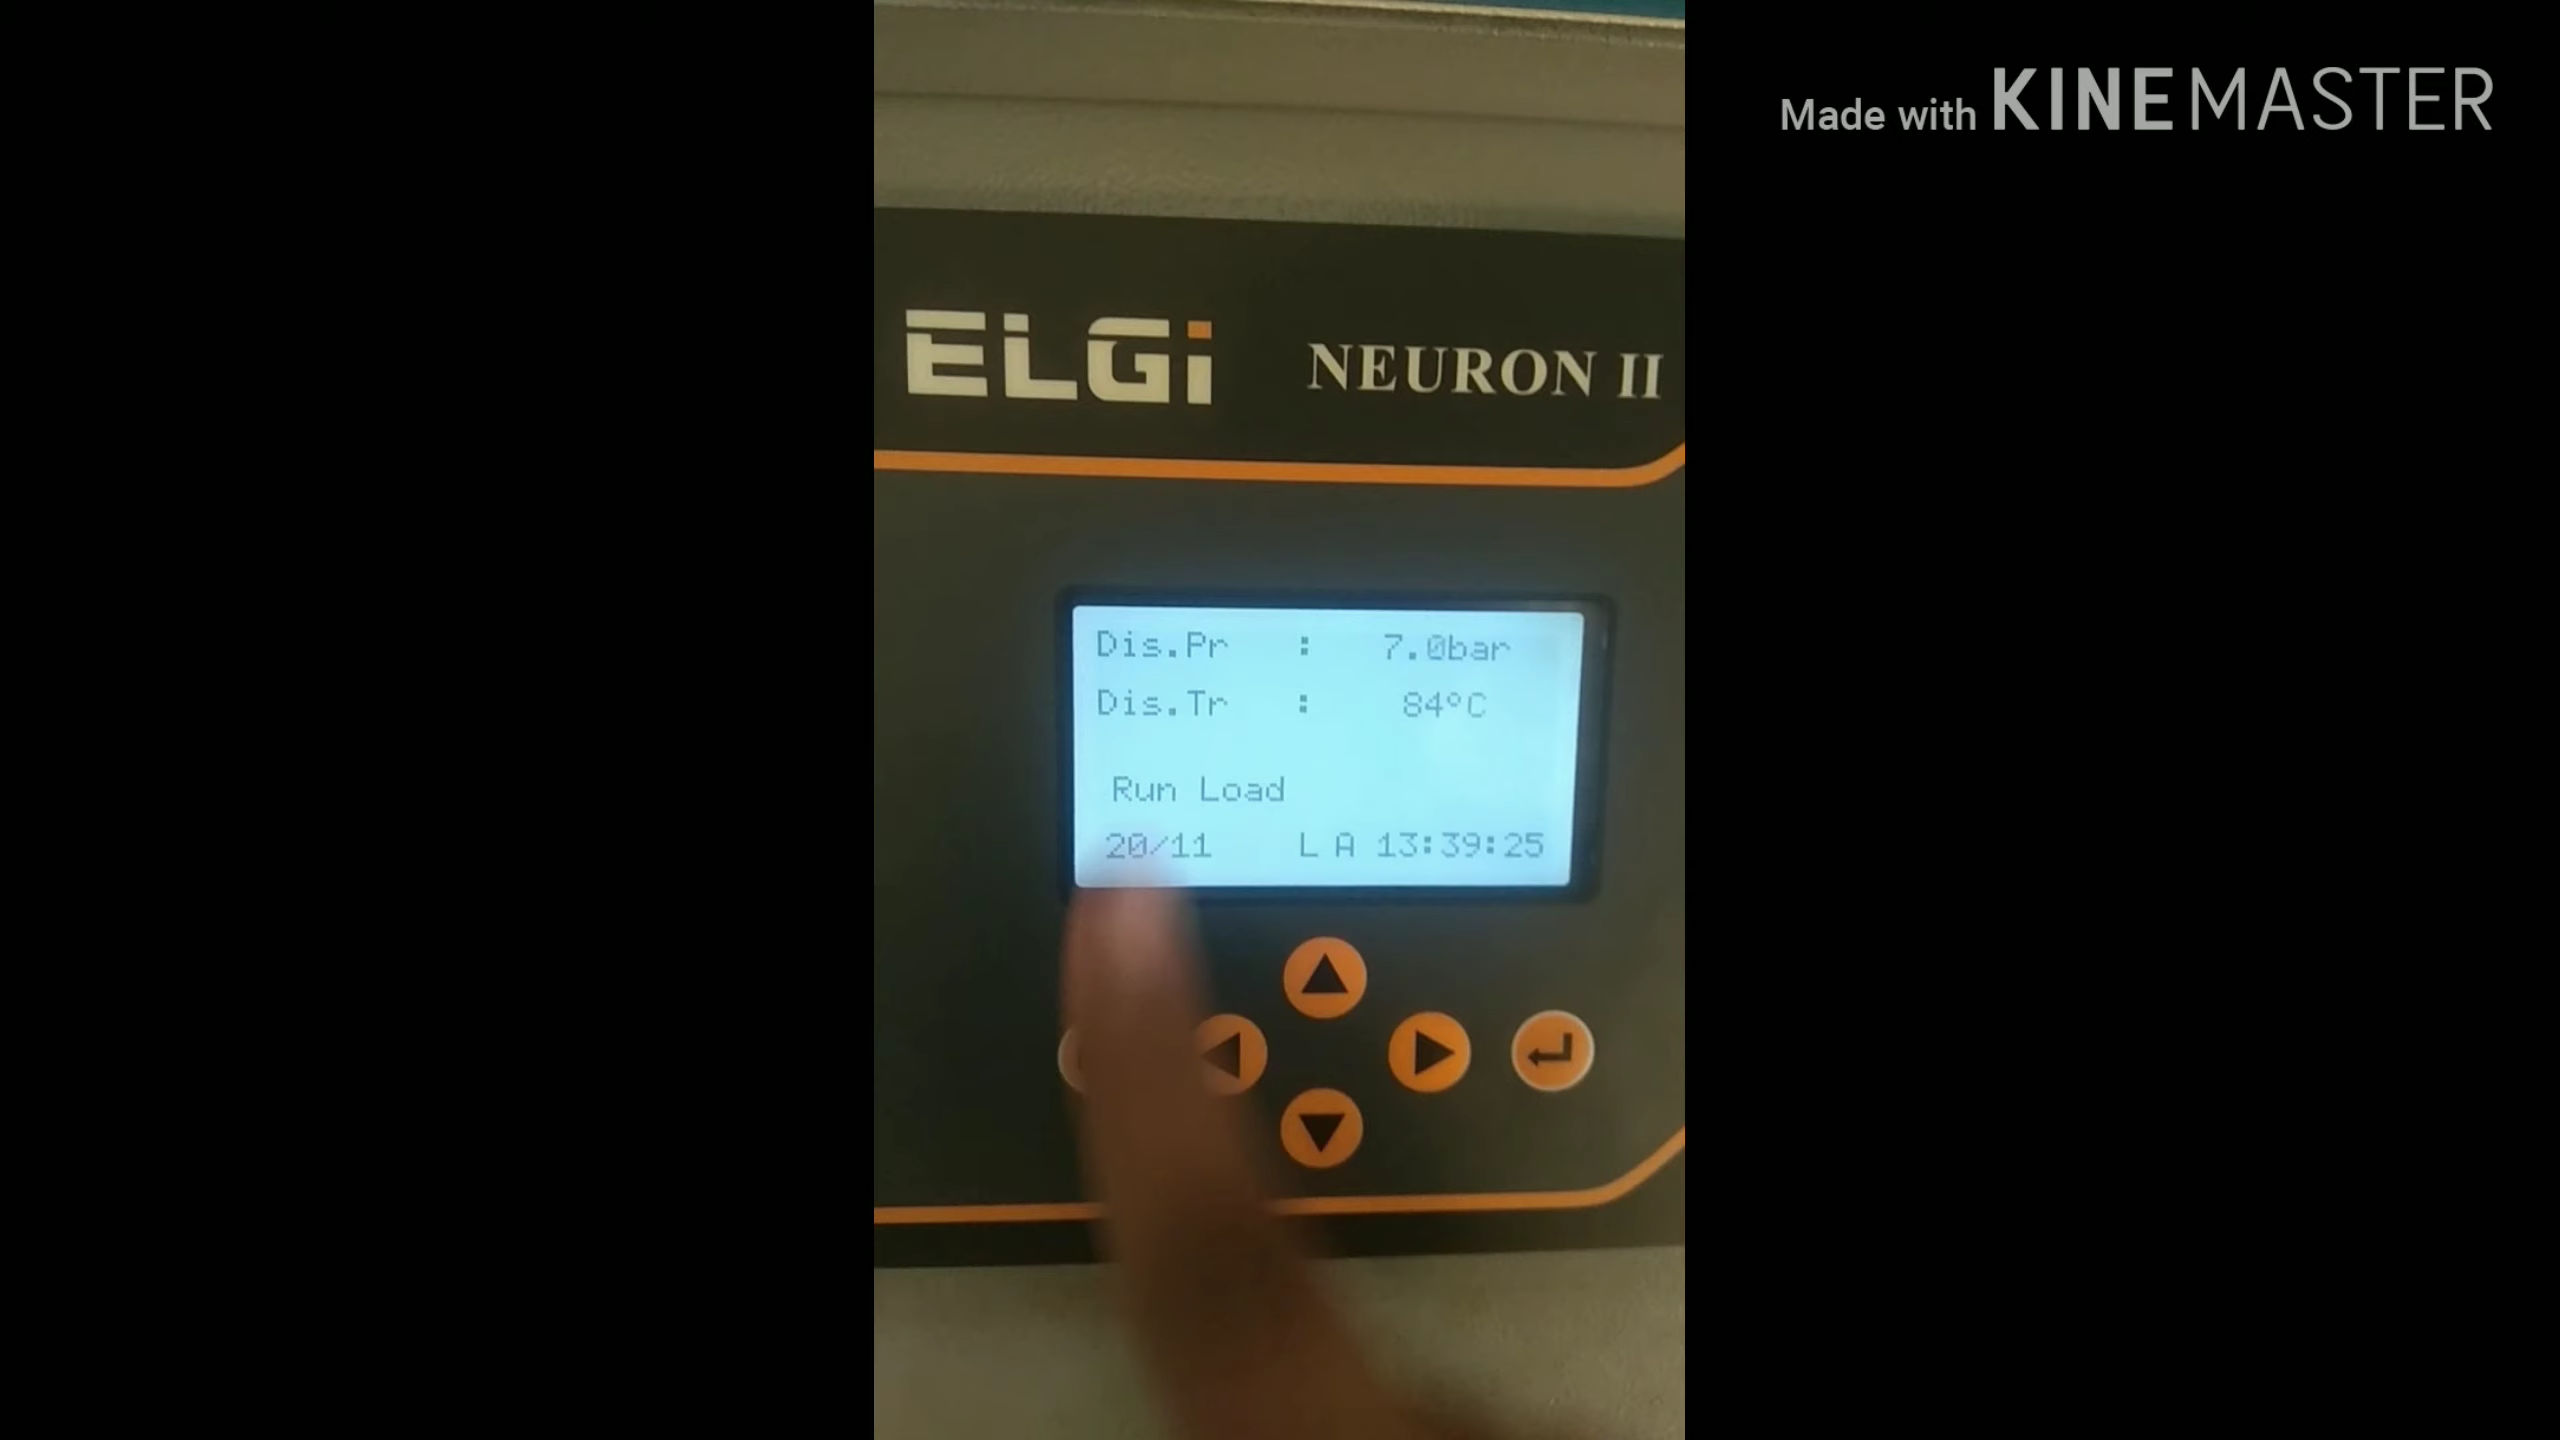 Made with KINEMASTER
ELGi NEURON II
Dis.Pr : 7.0bar
Dis.Tr : 84°C
Run Load
20/11 L A 13:39:25